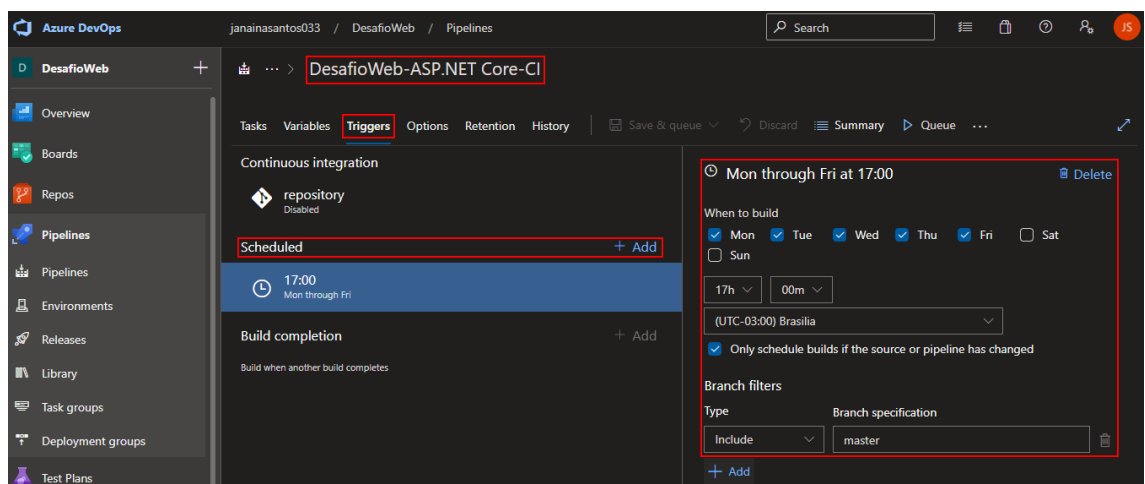 Azure DevOps
janainasantos033 / DesafioWeb / Pipelines
Search
JS
D DesafioWeb +
... > DesafioWeb-ASP.NET Core-CI
Overview
Boards
Repos
Pipelines
Pipelines
Environments
Releases
Library
Task groups
Deployment groups
Test Plans
Tasks Variables Triggers Options Retention History Save & queue Discard Summary Queue ...
Continuous integration
repository
Disabled
Scheduled + Add
17:00
Mon through Fri
Build completion + Add
Build when another build completes
Mon through Fri at 17:00 Delete
When to build
Mon Tue Wed Thu Fri Sat
Sun
17h 00m
(UTC-03:00) Brasilia
Only schedule builds if the source or pipeline has changed
Branch filters
Type Branch specification
Include master
+ Add